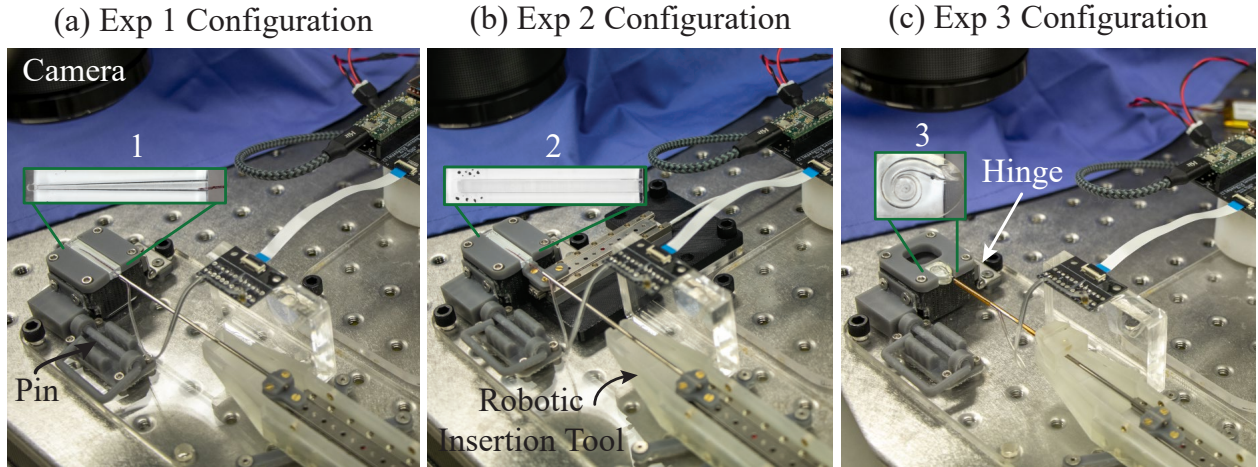 (a) Exp 1 Configuration
(b) Exp 2 Configuration
(c) Exp 3 Configuration
Camera
1
2
3
Hinge
Pin
Robotic
Insertion Tool